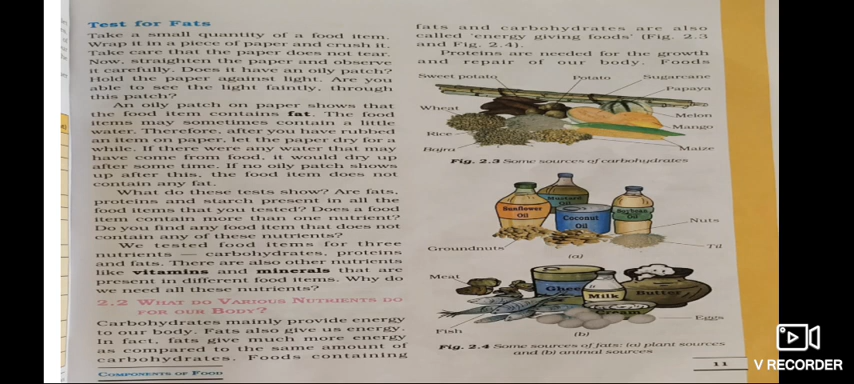 Test for Fats
Take a small quantity of a food item.
Wrap it in a piece of paper and crush it.
Take care that the paper does not tear.
Now, straighten the paper and observe
it carefully. Does it have an oily patch?
Hold the paper against light. Are you
able to see the light faintly, through
this patch?
An oily patch on paper shows that
the food item contains fat. The food
items may sometimes contain a little
water. Therefore, after you have rubbed
an item on paper, let the paper dry for a
while. If there were any water that may
have come from food, it would dry up
after some time. If no oily patch shows
up after this, the food item does not
contain any fat.
What do these tests show? Are fats,
proteins and starch present in all the
food items that you tested? Does a food
item contain more than one nutrient?
Do you find any food item that does not
contain any of these nutrients?
We tested food items for three
nutrients — carbohydrates, proteins
and fats. There are also other nutrients
like vitamins and minerals that are
present in different food items. Why do
we need all these nutrients?
2.2 WHAT DO VARIOUS NUTRIENTS DO
FOR OUR BODY?
Carbohydrates mainly provide energy
to our body. Fats also give us energy.
In fact, fats give much more energy
as compared to the same amount of
carbohydrates. Foods containing
COMPONENTS OF FOOD
fats and carbohydrates are also
called 'energy giving foods' (Fig. 2.3
and Fig. 2.4).
Proteins are needed for the growth
and repair of our body. Foods
Sweet potato
Potato
Sugarcane
Papaya
Wheat
Melon
Mango
Rice
Bajra
Maize
Fig. 2.3 Some sources of carbohydrates
Sunflower
Oil
Mustard
Oil
Coconut
Oil
Soybean
Oil
Nuts
Groundnuts
Til
(a)
Meat
Ghee
Milk
Butter
Cream
Eggs
Fish
(b)
Fig. 2.4 Some sources of fats: (a) plant sources
and (b) animal sources
11
V RECORDER